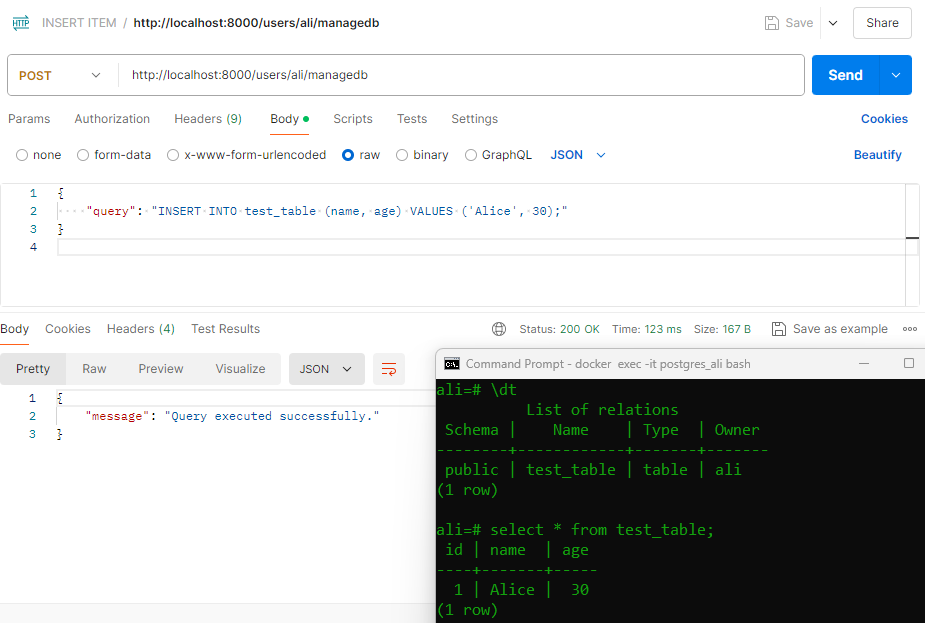 HTTP INSERT ITEM / http://localhost:8000/users/ali/managedb Save Share
POST http://localhost:8000/users/ali/managedb Send
Params Authorization Headers (9) Body Scripts Tests Settings Cookies
none form-data x-www-form-urlencoded raw binary GraphQL JSON Beautify
1 {
2 "query": "INSERT INTO test_table (name, age) VALUES ('Alice', 30);"
3 }
4
Body Cookies Headers (4) Test Results Status: 200 OK Time: 123 ms Size: 167 B Save as example
Pretty Raw Preview Visualize JSON
1 {
2 "message": "Query executed successfully."
3 }
Command Prompt - docker exec -it postgres_ali bash
ali=# \dt
List of relations
Schema | Name | Type | Owner
--------+------------+-------+-------
public | test_table | table | ali
(1 row)
ali=# select * from test_table;
id | name | age
----+-------+-----
1 | Alice | 30
(1 row)